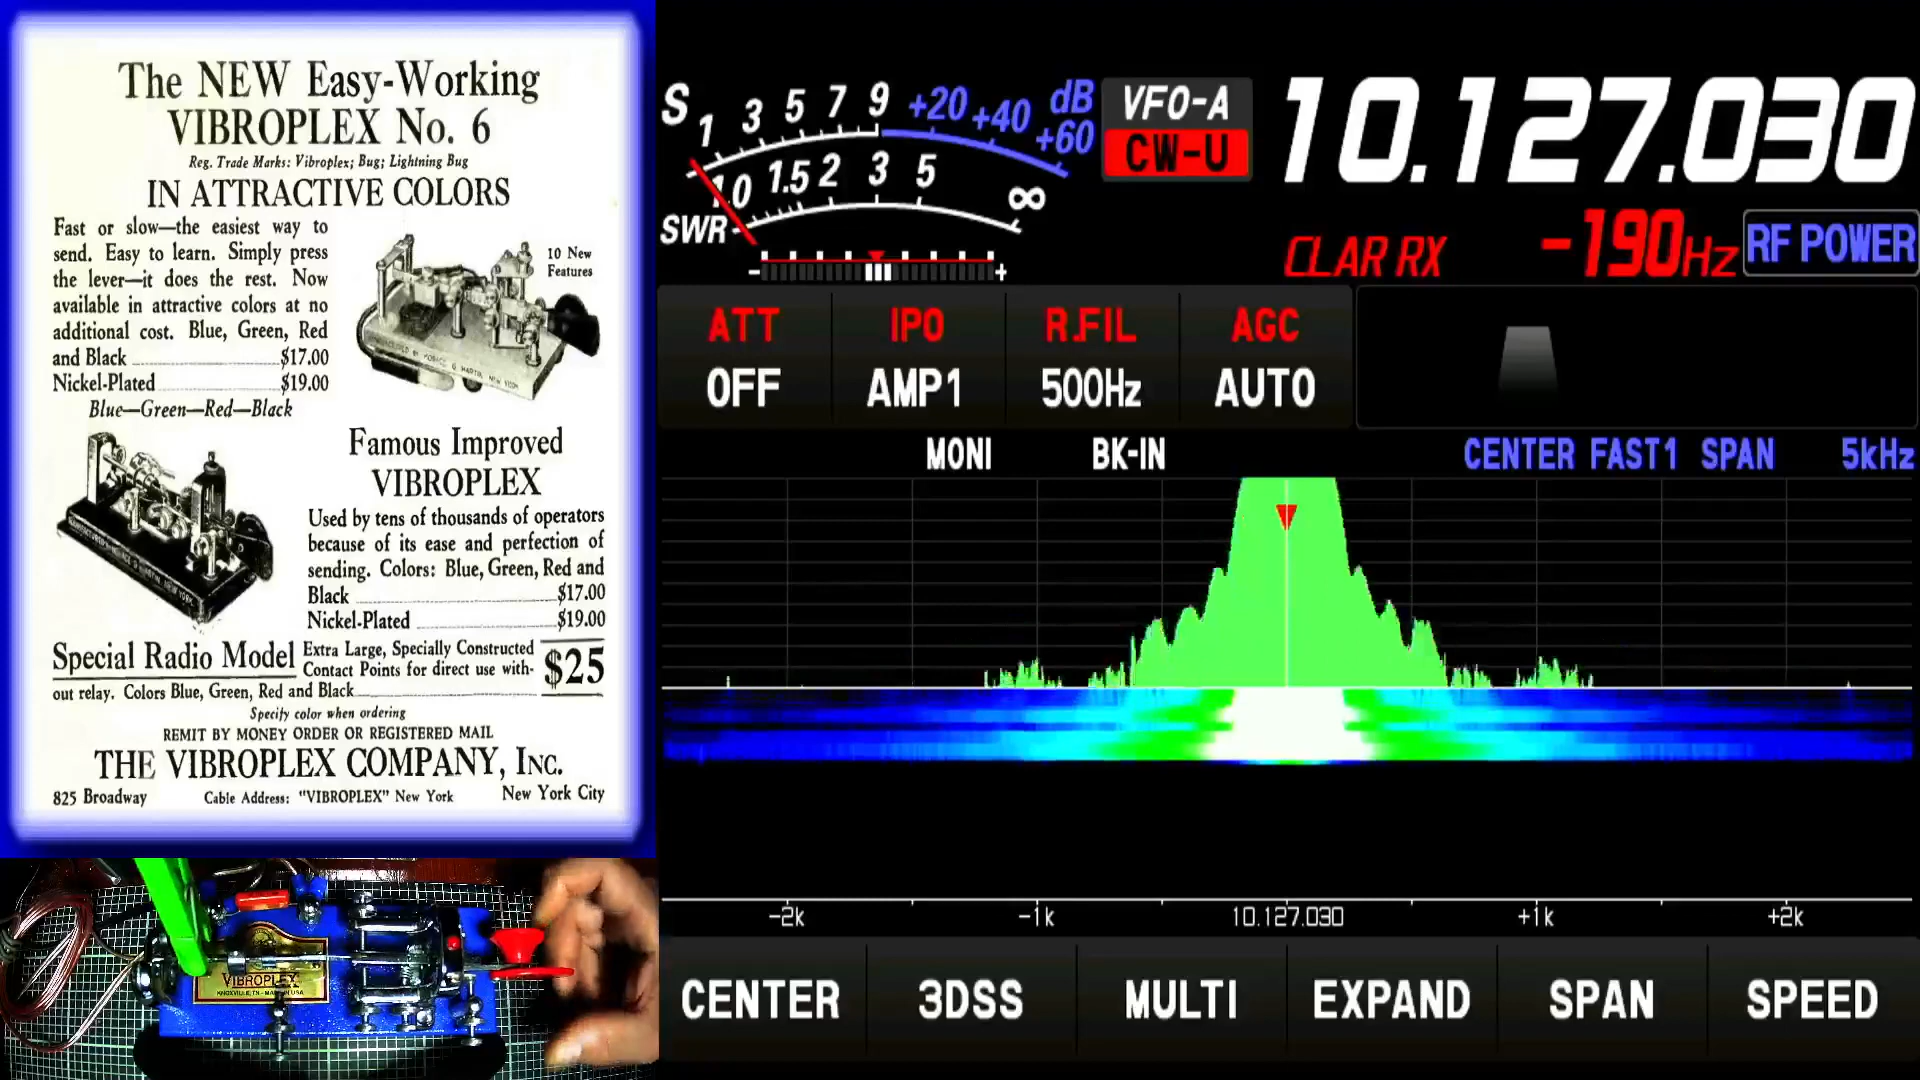 The NEW Easy-Working
VIBROPLEX No. 6
Reg. Trade Marks: Vibroplex; Bug; Lightning Bug
IN ATTRACTIVE COLORS
Fast or slow—the easiest way to
send. Easy to learn. Simply press
the lever—it does the rest. Now
available in attractive colors at no
additional cost. Blue, Green, Red
and Black $17.00
Nickel-Plated $19.00
Blue—Green—Red—Black
10 New
Features
Famous Improved
VIBROPLEX
Used by tens of thousands of operators
because of its ease and perfection of
sending. Colors: Blue, Green, Red and
Black $17.00
Nickel-Plated $19.00
Special Radio Model Extra Large, Specially Constructed
Contact Points for direct use with-
out relay. Colors Blue, Green, Red and Black $25
Specify color when ordering
REMIT BY MONEY ORDER OR REGISTERED MAIL
THE VIBROPLEX COMPANY, INC.
825 Broadway Cable Address: "VIBROPLEX" New York New York City
VIBROPLEX
KNOXVILLE, TN - MADE IN USA
S 1 3 5 7 9 +20 +40 +60 dB
SWR 1.0 1.5 2 3 5 ∞
- +
VFO-A
CW-U
10.127.030
CLAR RX -190Hz RF POWER
ATT IPO R.FIL AGC
OFF AMP1 500Hz AUTO
MONI BK-IN CENTER FAST1 SPAN 5kHz
-2k -1k 10.127.030 +1k +2k
CENTER 3DSS MULTI EXPAND SPAN SPEED